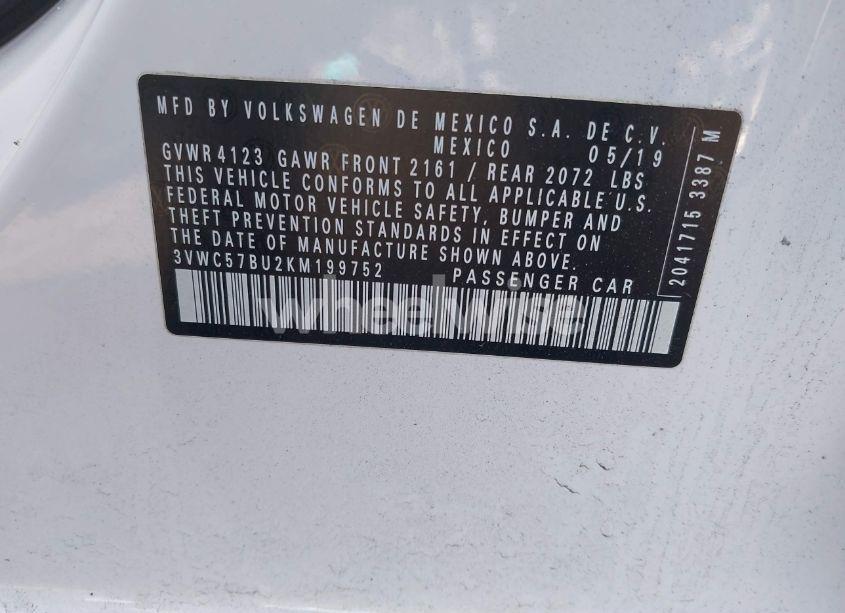 MFD BY VOLKSWAGEN DE MEXICO S.A. DE C.V.
MEXICO 05/19
GVWR 4123 GAWR FRONT 2161 / REAR 2072 LBS
THIS VEHICLE CONFORMS TO ALL APPLICABLE U.S.
FEDERAL MOTOR VEHICLE SAFETY, BUMPER AND
THEFT PREVENTION STANDARDS IN EFFECT ON
THE DATE OF MANUFACTURE SHOWN ABOVE.
3VWC57BU2KM199752 PASSENGER CAR
2041715 3387 M
wheelwise